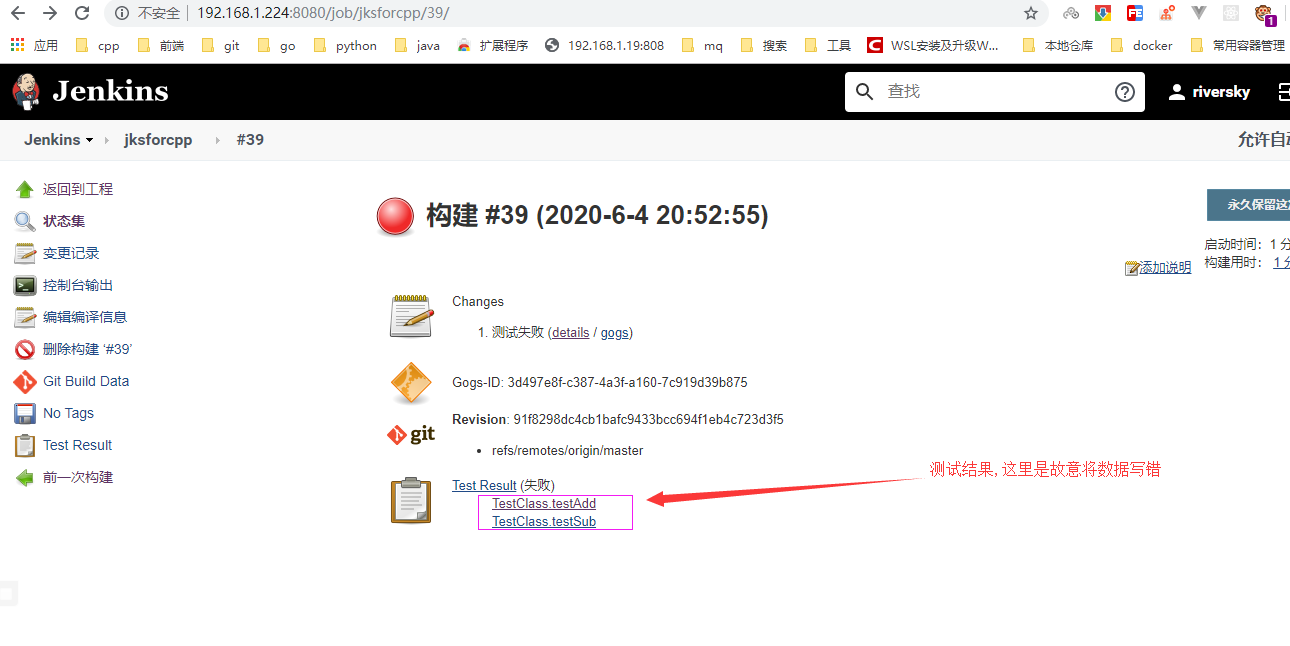 不安全 192.168.1.224:8080/job/jksforcpp/39/
应用 cpp 前端 git go python java 扩展程序 192.168.1.19:808 mq 搜索 工具 WSL安装及升级W... 本地仓库 docker 常用容器管理
Jenkins 查找 riversky
Jenkins jksforcpp #39 允许自动
返回到工程
状态集
变更记录
控制台输出
编辑编译信息
删除构建 ‘#39’
Git Build Data
No Tags
Test Result
前一次构建
构建 #39 (2020-6-4 20:52:55)
永久保留这次
启动时间: 1 分
构建用时: 1 分
添加说明
Changes
1. 测试失败 (details / gogs)
Gogs-ID: 3d497e8f-c387-4a3f-a160-7c919d39b875
git Revision: 91f8298dc4cb1bafc9433bcc694f1eb4c723d3f5
refs/remotes/origin/master
Test Result (失败)
TestClass.testAdd
TestClass.testSub
测试结果, 这里是故意将数据写错